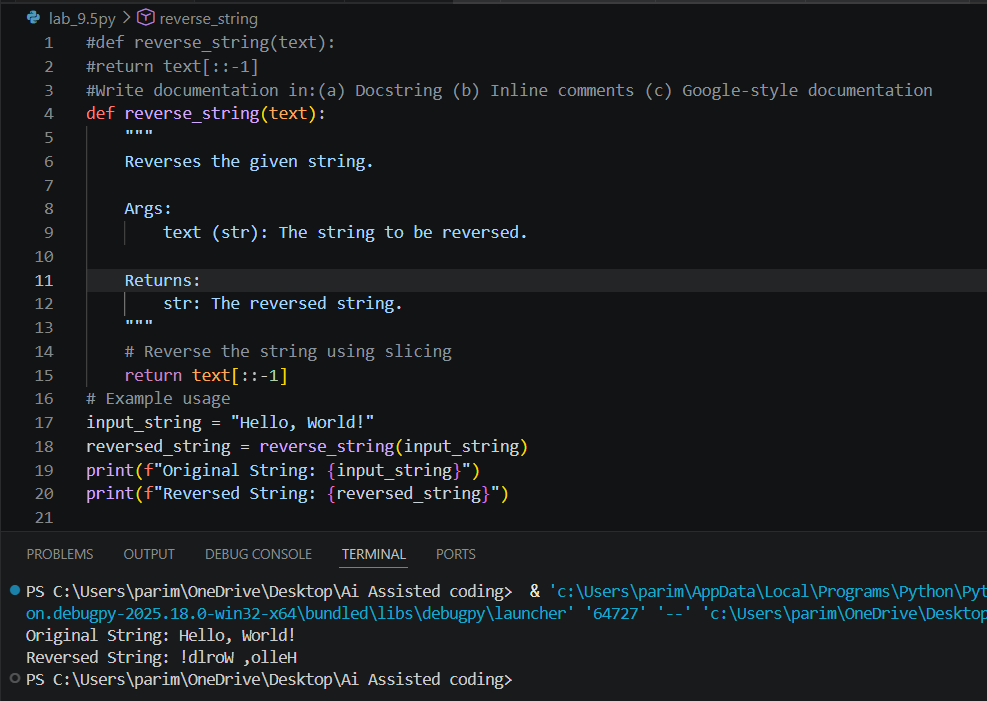 lab_9.5py > reverse_string
1 #def reverse_string(text):
2 #return text[::-1]
3 #Write documentation in:(a) Docstring (b) Inline comments (c) Google-style documentation
4 def reverse_string(text):
5     """
6     Reverses the given string.
7
8     Args:
9         text (str): The string to be reversed.
10
11     Returns:
12         str: The reversed string.
13     """
14     # Reverse the string using slicing
15     return text[::-1]
16 # Example usage
17 input_string = "Hello, World!"
18 reversed_string = reverse_string(input_string)
19 print(f"Original String: {input_string}")
20 print(f"Reversed String: {reversed_string}")
21
PROBLEMS OUTPUT DEBUG CONSOLE TERMINAL PORTS
PS C:\Users\parim\OneDrive\Desktop\Ai Assisted coding>  & 'c:\Users\parim\AppData\Local\Programs\Python\Pyt
on.debugpy-2025.18.0-win32-x64\bundled\libs\debugpy\launcher' '64727' '--' 'c:\Users\parim\OneDrive\Desktop
Original String: Hello, World!
Reversed String: !dlroW ,olleH
PS C:\Users\parim\OneDrive\Desktop\Ai Assisted coding>